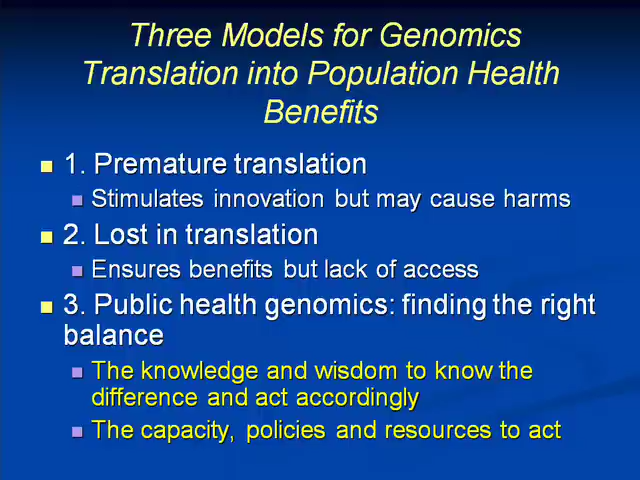 Three Models for Genomics
Translation into Population Health
Benefits
1. Premature translation
Stimulates innovation but may cause harms
2. Lost in translation
Ensures benefits but lack of access
3. Public health genomics: finding the right
balance
The knowledge and wisdom to know the
difference and act accordingly
The capacity, policies and resources to act